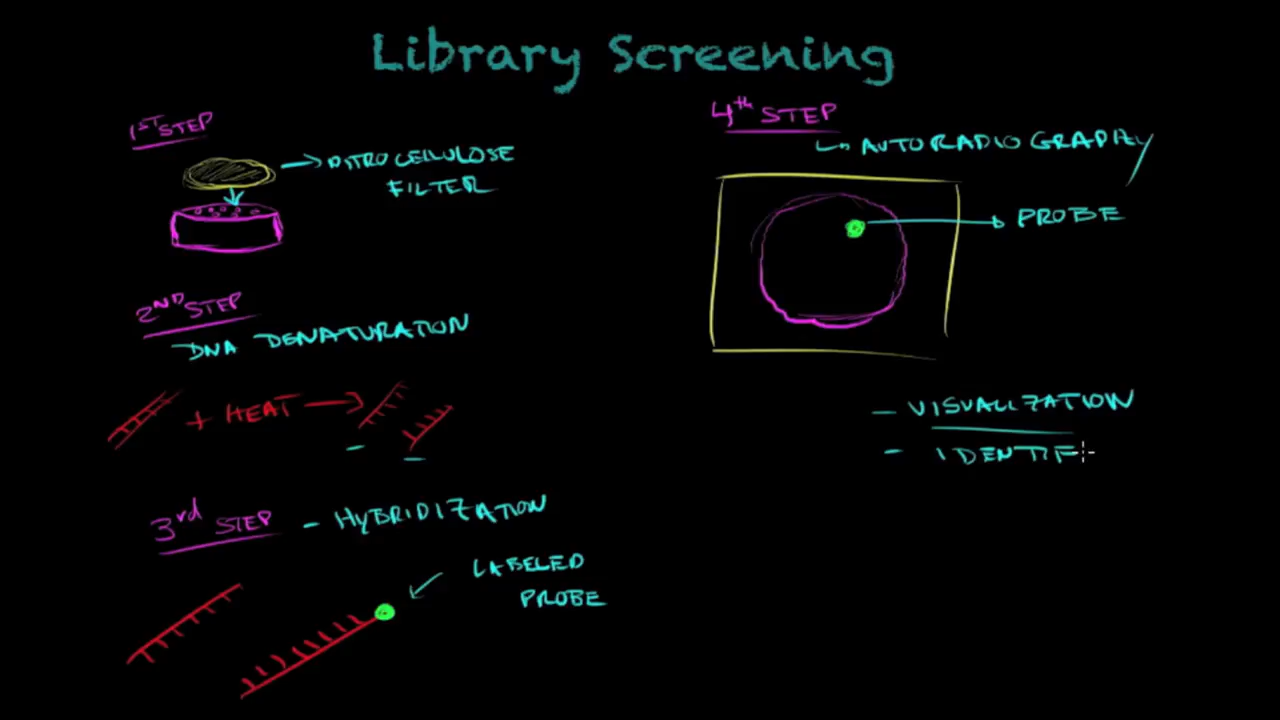 Library Screening
1ST STEP
NITROCELLULOSE
FILTER
2ND STEP
DNA DENATURATION
+ HEAT
3rd STEP - HYBRIDIZATION
LABELED
PROBE
4th STEP
AUTORADIOGRAPHY
PROBE
- VISUALIZATION
- IDENTIF